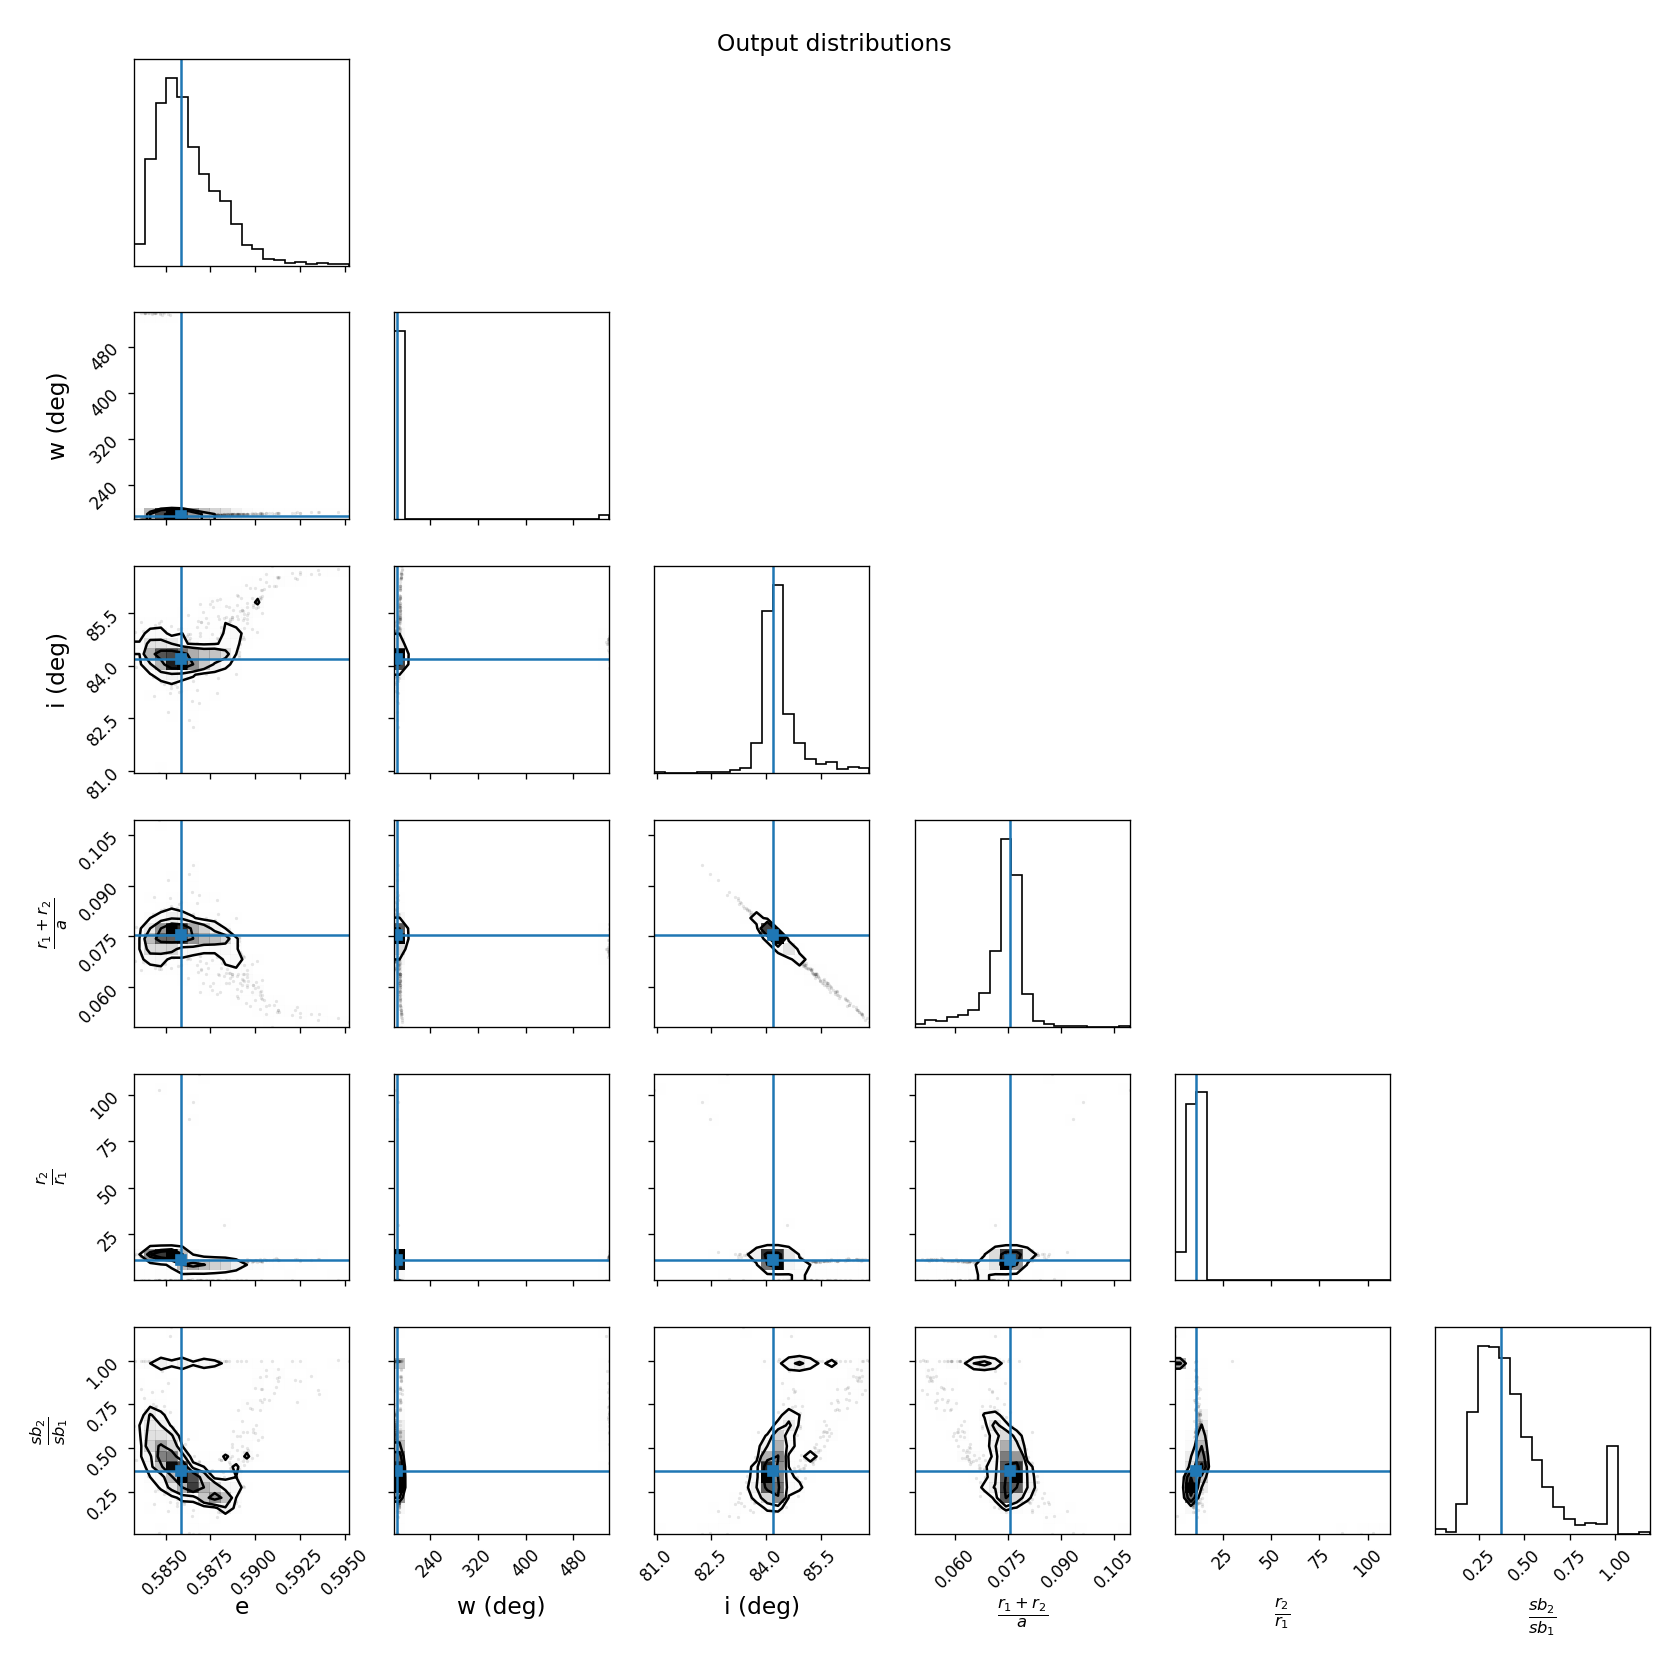 Output distributions
480
400
320
240
w (deg)
85.5
84.0
82.5
81.0
i (deg)
0.105
0.090
0.075
0.060
r₁ + r₂
a
100
75
50
25
r₂
r₁
1.00
0.75
0.50
0.25
sb₂
sb₁
0.5850 0.5875 0.5900 0.5925 0.5950
240 320 400 480
81.0 82.5 84.0 85.5
0.060 0.075 0.090 0.105
25 50 75 100
0.25 0.50 0.75 1.00
e
w (deg)
i (deg)
r₁ + r₂
a
r₂
r₁
sb₂
sb₁